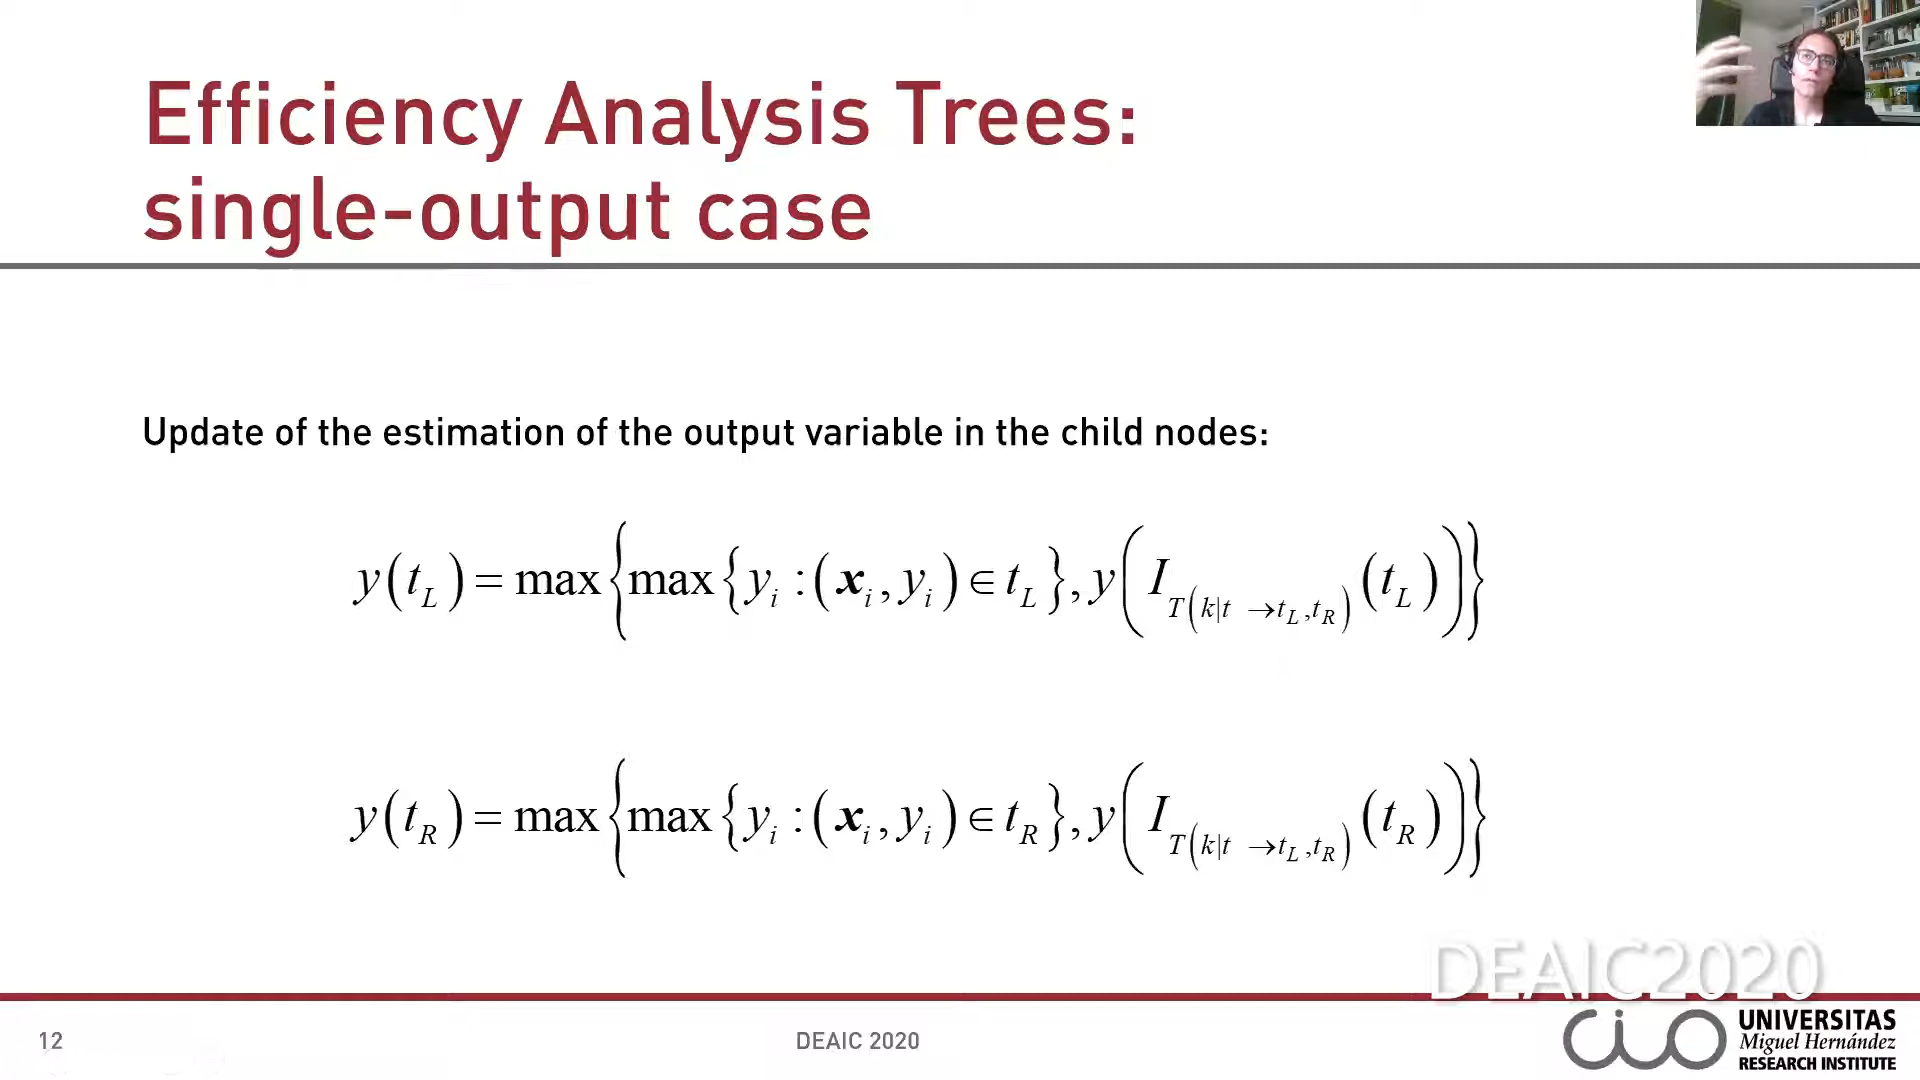 Efficiency Analysis Trees:
single-output case
Update of the estimation of the output variable in the child nodes:
y(t_L) = max{max{y_i : (x_i, y_i) ∈ t_L}, y(I_{T(k|t →t_L,t_R)}(t_L))}
y(t_R) = max{max{y_i : (x_i, y_i) ∈ t_R}, y(I_{T(k|t →t_L,t_R)}(t_R))}
DEAIC2020
12
DEAIC 2020
cio
UNIVERSITAS
Miguel Hernández
RESEARCH INSTITUTE